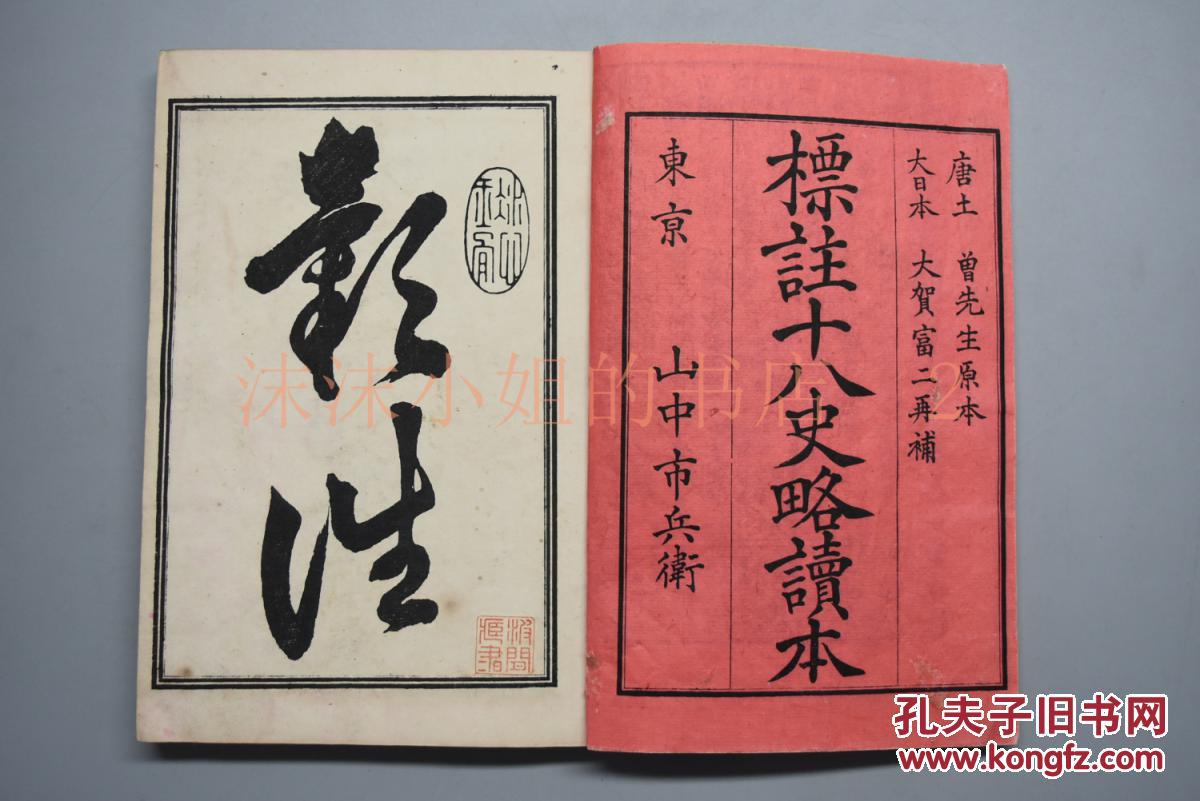 唐土 曽先生原本
大日本 大賀富二再補
標註十八史略讀本
東亰 山中市兵衛
沫沫小姐的书店 2
孔夫子旧书网
www.kongfz.com